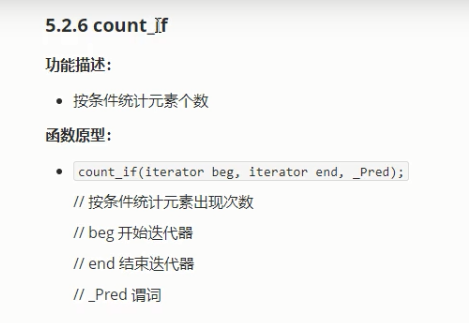 5.2.6 count_if
功能描述：
按条件统计元素个数
函数原型：
count_if(iterator beg, iterator end, _Pred);
// 按条件统计元素出现次数
// beg 开始迭代器
// end 结束迭代器
// _Pred 谓词